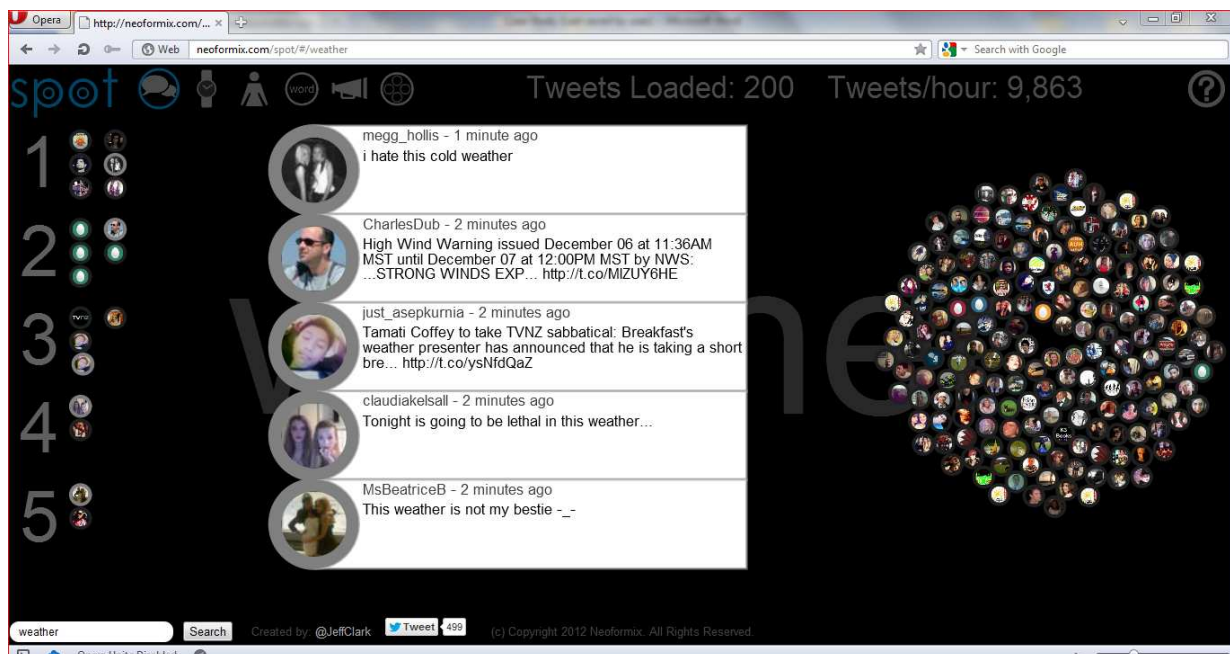 Opera
http://neoformix.com/...
Web
neoformix.com/spot/#/weather
Search with Google
spot
word
Tweets Loaded: 200
Tweets/hour: 9,863
?
1
2
3
4
5
megg_hollis - 1 minute ago
i hate this cold weather
CharlesDub - 2 minutes ago
High Wind Warning issued December 06 at 11:36AM
MST until December 07 at 12:00PM MST by NWS:
...STRONG WINDS EXP... http://t.co/MlZUY6HE
just_asepkurnia - 2 minutes ago
Tamati Coffey to take TVNZ sabbatical: Breakfast's
weather presenter has announced that he is taking a short
bre... http://t.co/ysNfdQaZ
claudiakelsall - 2 minutes ago
Tonight is going to be lethal in this weather...
MsBeatriceB - 2 minutes ago
This weather is not my bestie -_-
weather
Search
Created by: @JeffClark
Tweet
499
(c) Copyright 2012 Neoformix. All Rights Reserved.